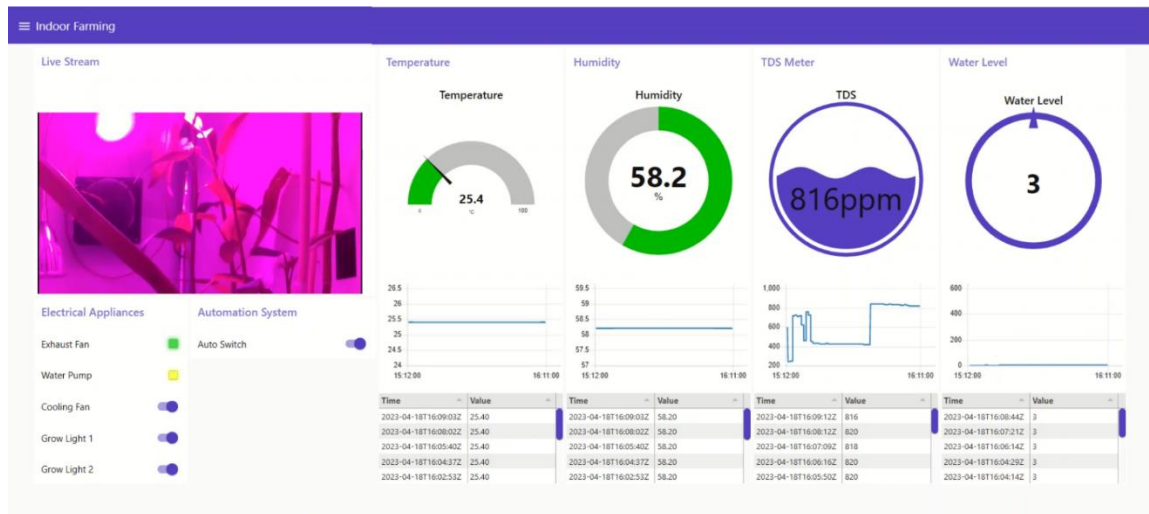 Indoor Farming
Live Stream
Electrical Appliances
Exhaust Fan
Water Pump
Cooling Fan
Grow Light 1
Grow Light 2
Automation System
Auto Switch
Temperature
Temperature
25.4
°C
100
26.5
26
25.5
25
24.5
24
15:12:00 16:11:00
Time Value
2023-04-18T16:09:03Z 25.40
2023-04-18T16:08:02Z 25.40
2023-04-18T16:05:40Z 25.40
2023-04-18T16:04:37Z 25.40
2023-04-18T16:02:53Z 25.40
Humidity
Humidity
58.2
%
59.5
59
58.5
58
57.5
57
15:12:00 16:11:00
Time Value
2023-04-18T16:09:03Z 58.20
2023-04-18T16:08:02Z 58.20
2023-04-18T16:05:40Z 58.20
2023-04-18T16:04:37Z 58.20
2023-04-18T16:02:53Z 58.20
TDS Meter
TDS
816ppm
1,000
800
600
400
200
15:12:00 16:11:00
Time Value
2023-04-18T16:09:12Z 816
2023-04-18T16:08:12Z 820
2023-04-18T16:07:09Z 818
2023-04-18T16:06:16Z 820
2023-04-18T16:05:50Z 820
Water Level
Water Level
3
600
400
200
0
15:12:00 16:11:00
Time Value
2023-04-18T16:08:44Z 3
2023-04-18T16:07:21Z 3
2023-04-18T16:06:14Z 3
2023-04-18T16:04:29Z 3
2023-04-18T16:04:14Z 3